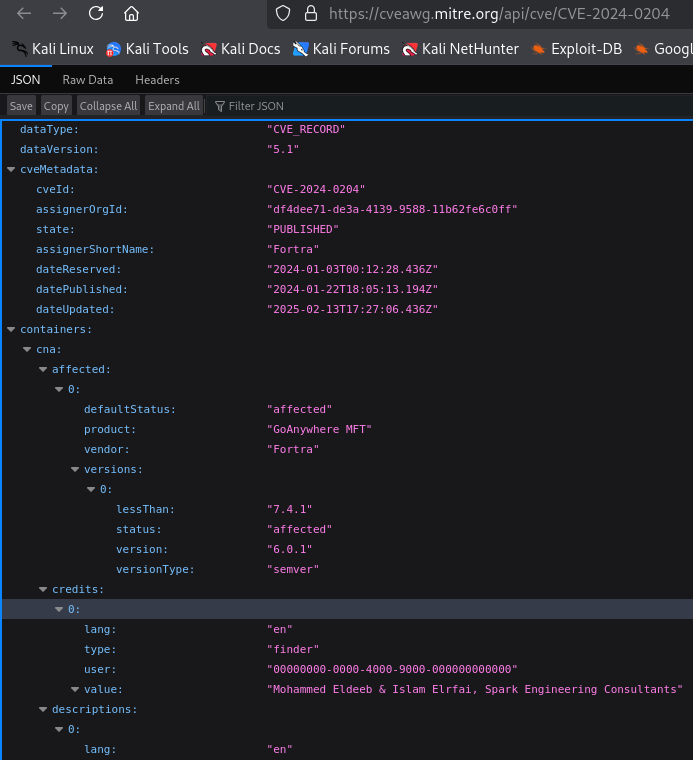 https://cveawg.mitre.org/api/cve/CVE-2024-0204
Kali Linux Kali Tools Kali Docs Kali Forums Kali NetHunter Exploit-DB Googl
JSON Raw Data Headers
Save Copy Collapse All Expand All Filter JSON
dataType: "CVE_RECORD"
dataVersion: "5.1"
cveMetadata:
cveId: "CVE-2024-0204"
assignerOrgId: "df4dee71-de3a-4139-9588-11b62fe6c0ff"
state: "PUBLISHED"
assignerShortName: "Fortra"
dateReserved: "2024-01-03T00:12:28.436Z"
datePublished: "2024-01-22T18:05:13.194Z"
dateUpdated: "2025-02-13T17:27:06.436Z"
containers:
cna:
affected:
0:
defaultStatus: "affected"
product: "GoAnywhere MFT"
vendor: "Fortra"
versions:
0:
lessThan: "7.4.1"
status: "affected"
version: "6.0.1"
versionType: "semver"
credits:
0:
lang: "en"
type: "finder"
user: "00000000-0000-4000-9000-000000000000"
value: "Mohammed Eldeeb & Islam Elrfai, Spark Engineering Consultants"
descriptions:
0:
lang: "en"